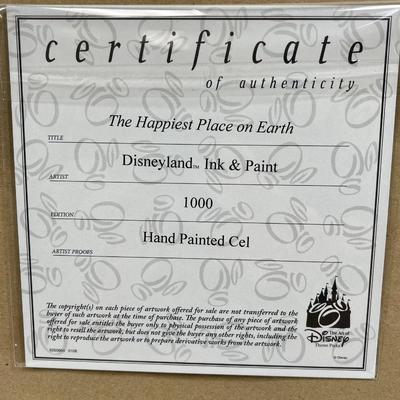 certificate
of authenticity
The Happiest Place on Earth
TITLE
Disneyland™ Ink & Paint
ARTIST
1000
EDITION:
Hand Painted Cel
ARTIST PROOFS
The copyright(s) on each piece of artwork offered for sale are not transferred to the
buyer of such artwork at the time of purchase. The purchase of any piece of artwork
offered for sale entitles the buyer only to physical possession of the artwork and the
right to resell the artwork, but does not give the buyer any other rights, including the
right to reproduce the artwork or to prepare derivative works from the artwork.
The Art of
DISNEY
Theme Parks
© Disney